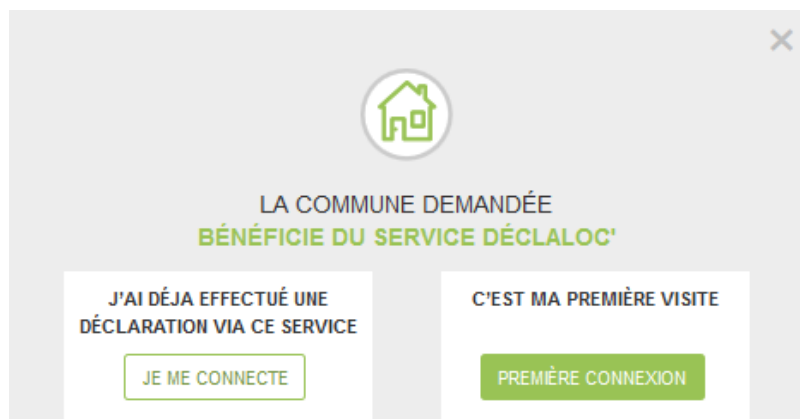 LA COMMUNE DEMANDÉE
BÉNÉFICIE DU SERVICE DÉCLALOC'
J'AI DÉJA EFFECTUÉ UNE
DÉCLARATION VIA CE SERVICE
JE ME CONNECTE
C'EST MA PREMIÈRE VISITE
PREMIÈRE CONNEXION